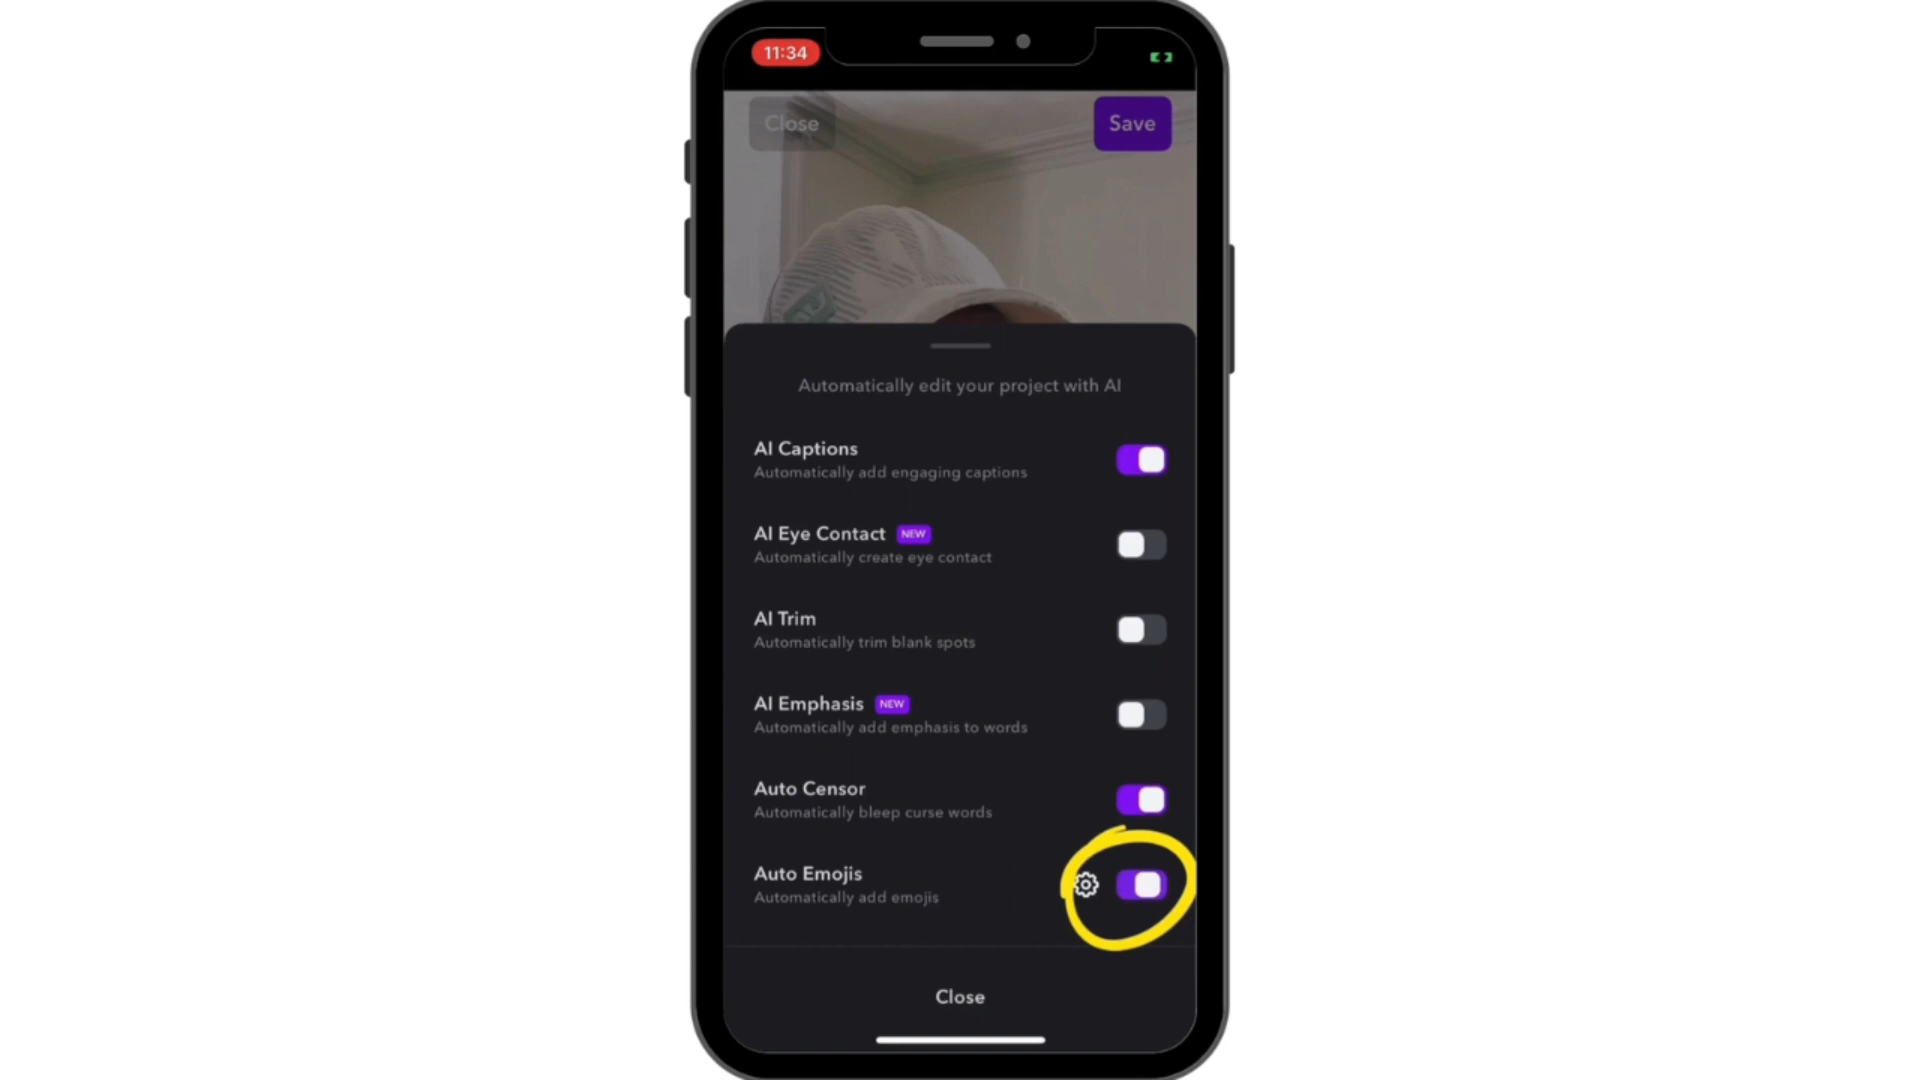 11:34
Close
Save
Automatically edit your project with AI
AI Captions
Automatically add engaging captions
AI Eye Contact NEW
Automatically create eye contact
AI Trim
Automatically trim blank spots
AI Emphasis NEW
Automatically add emphasis to words
Auto Censor
Automatically bleep curse words
Auto Emojis
Automatically add emojis
Close